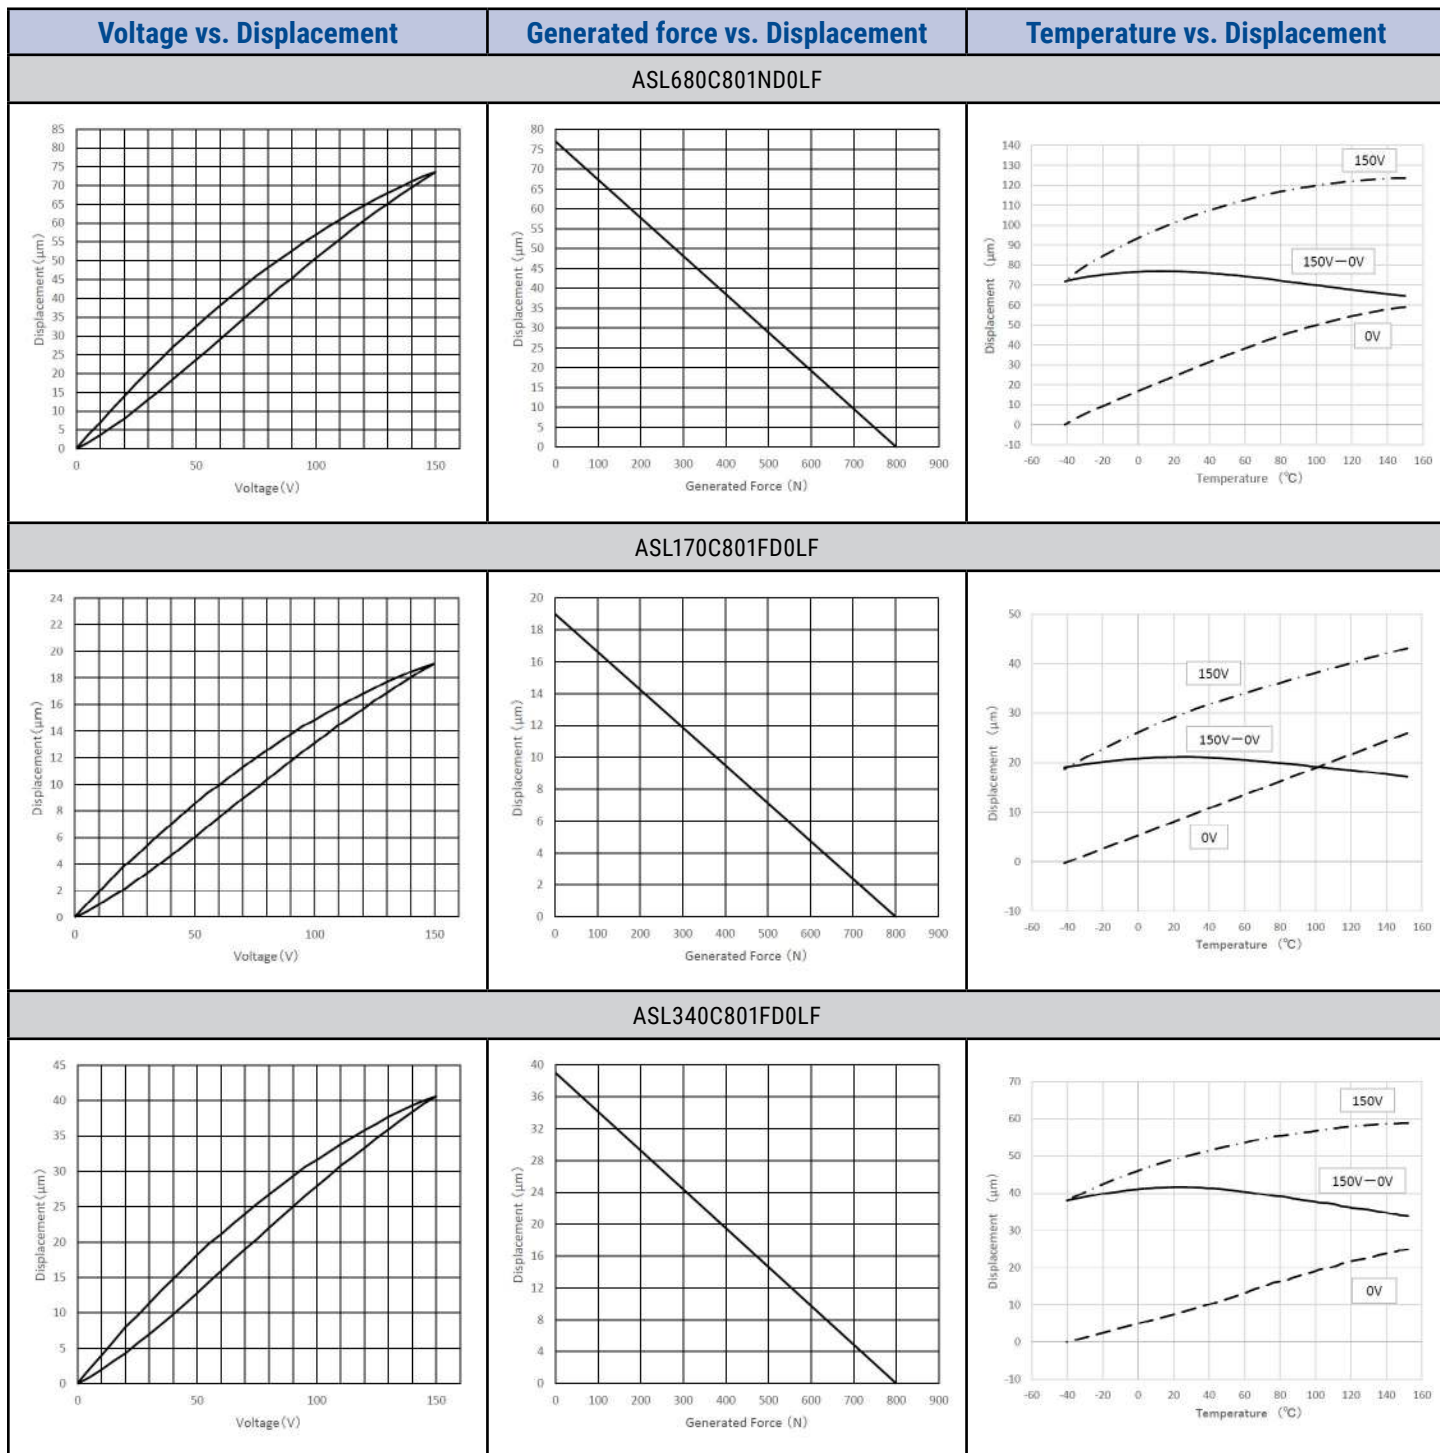 Voltage vs. Displacement
Generated force vs. Displacement
Temperature vs. Displacement
ASL680C801ND0LF
85
80
75
70
65
60
55
50
45
40
35
30
25
20
15
10
5
0
Displacement (μm)
0 50 100 150
Voltage (V)
80
75
70
65
60
55
50
45
40
35
30
25
20
15
10
5
0
Displacement (μm)
0 100 200 300 400 500 600 700 800 900
Generated Force (N)
140
130
120
110
100
90
80
70
60
50
40
30
20
10
0
-10
Displacement (μm)
150V
150V－0V
0V
-60 -40 -20 0 20 40 60 80 100 120 140 160
Temperature (℃)
ASL170C801FD0LF
24
22
20
18
16
14
12
10
8
6
4
2
0
Displacement (μm)
0 50 100 150
Voltage (V)
20
18
16
14
12
10
8
6
4
2
0
Displacement (μm)
0 100 200 300 400 500 600 700 800 900
Generated Force (N)
50
40
30
20
10
0
-10
Displacement (μm)
150V
150V－0V
0V
-60 -40 -20 0 20 40 60 80 100 120 140 160
Temperature (℃)
ASL340C801FD0LF
45
40
35
30
25
20
15
10
5
0
Displacement (μm)
0 50 100 150
Voltage (V)
40
36
32
28
24
20
16
12
8
4
0
Displacement (μm)
0 100 200 300 400 500 600 700 800 900
Generated Force (N)
70
60
50
40
30
20
10
0
-10
Displacement (μm)
150V
150V－0V
0V
-60 -40 -20 0 20 40 60 80 100 120 140 160
Temperature (℃)